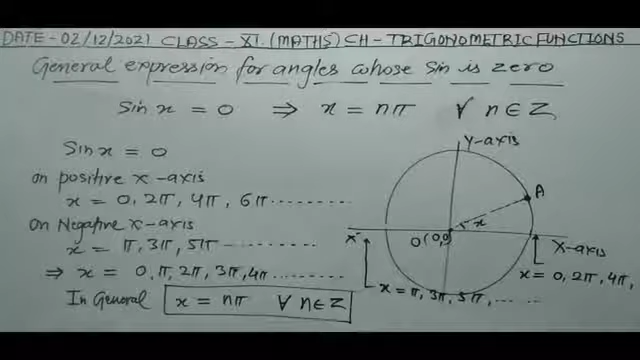 DATE - 02/12/2021 CLASS - XI (MATHS) CH - TRIGONOMETRIC FUNCTIONS
General expression for angles whose Sin is zero
Sin x = 0 ⇒ x = nπ ∀ n ∈ Z
Sin x = 0
on positive x-axis
x = 0, 2π, 4π, 6π ..........
on Negative x-axis
x = π, 3π, 5π ..........
⇒ x = 0, π, 2π, 3π, 4π ..........
In General x = nπ ∀ n ∈ Z
Y-axis
A
x
O (0,0)
X-
X-axis
x = 0, 2π, 4π,
x = π, 3π, 5π, ......